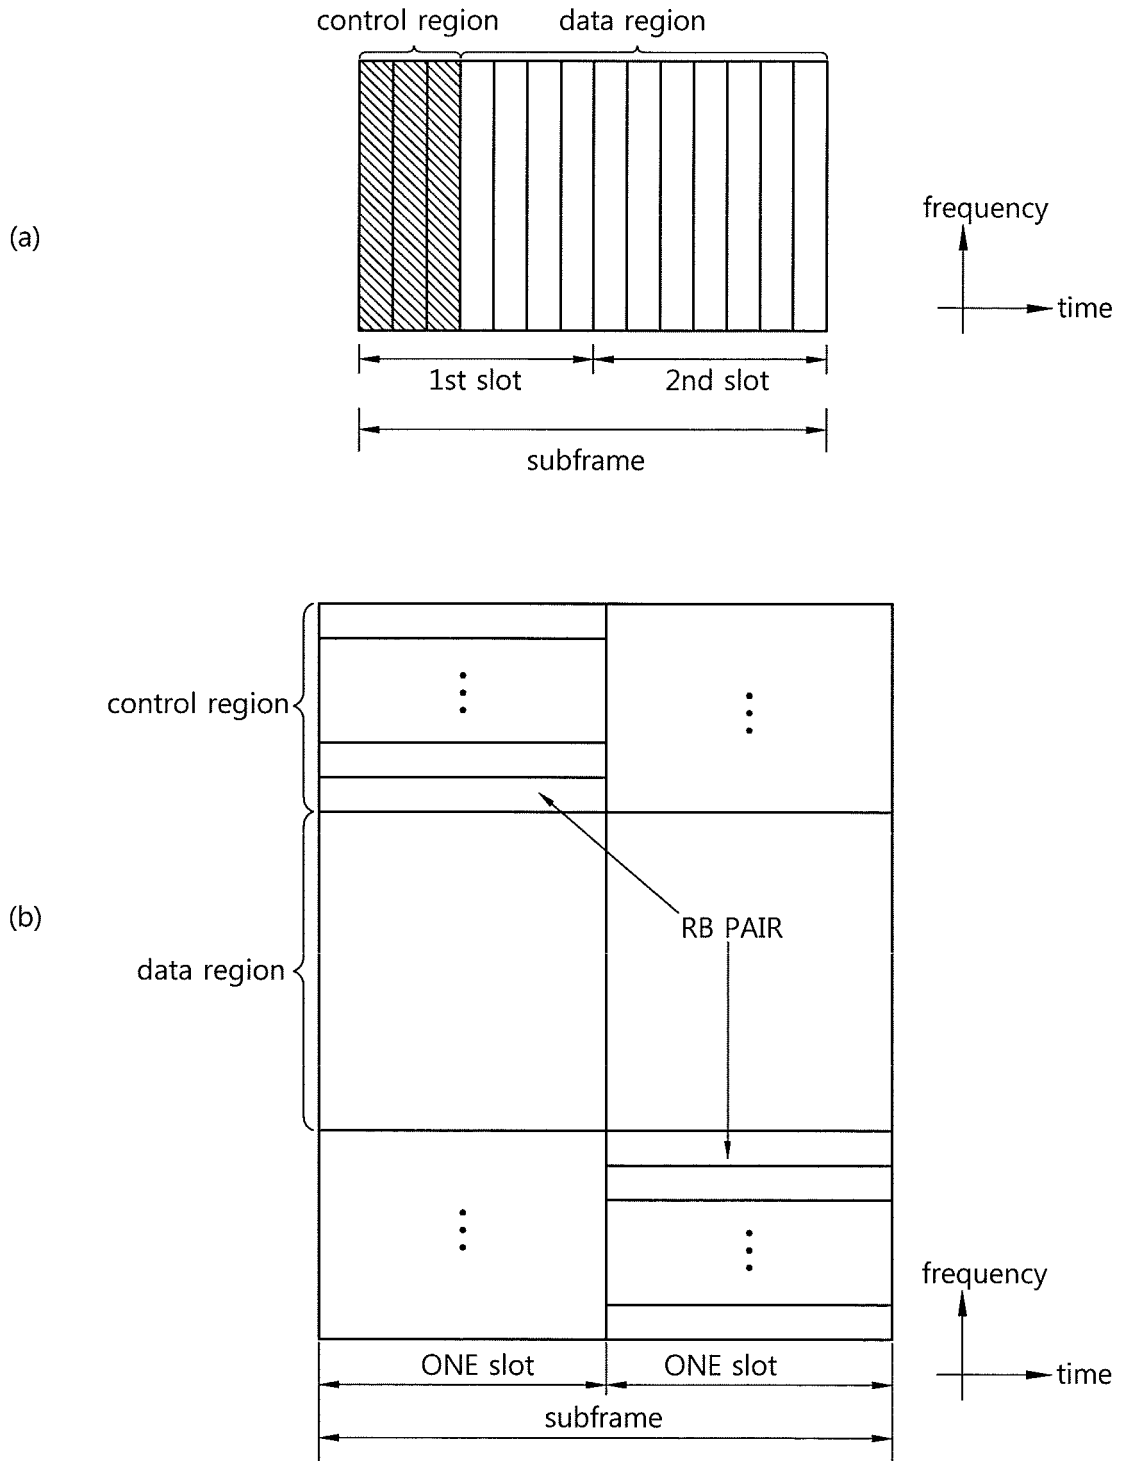 control region
data region
(a)
frequency
time
1st slot
2nd slot
subframe
control region
(b)
RB PAIR
data region
frequency
time
ONE slot
ONE slot
subframe